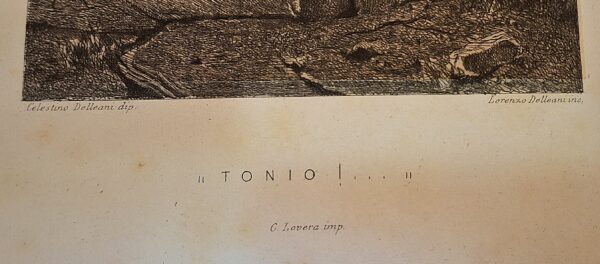 Celestino Delleani dip.
Lorenzo Delleani inc,
" TONIO ! . . . "
C. Lovera imp.